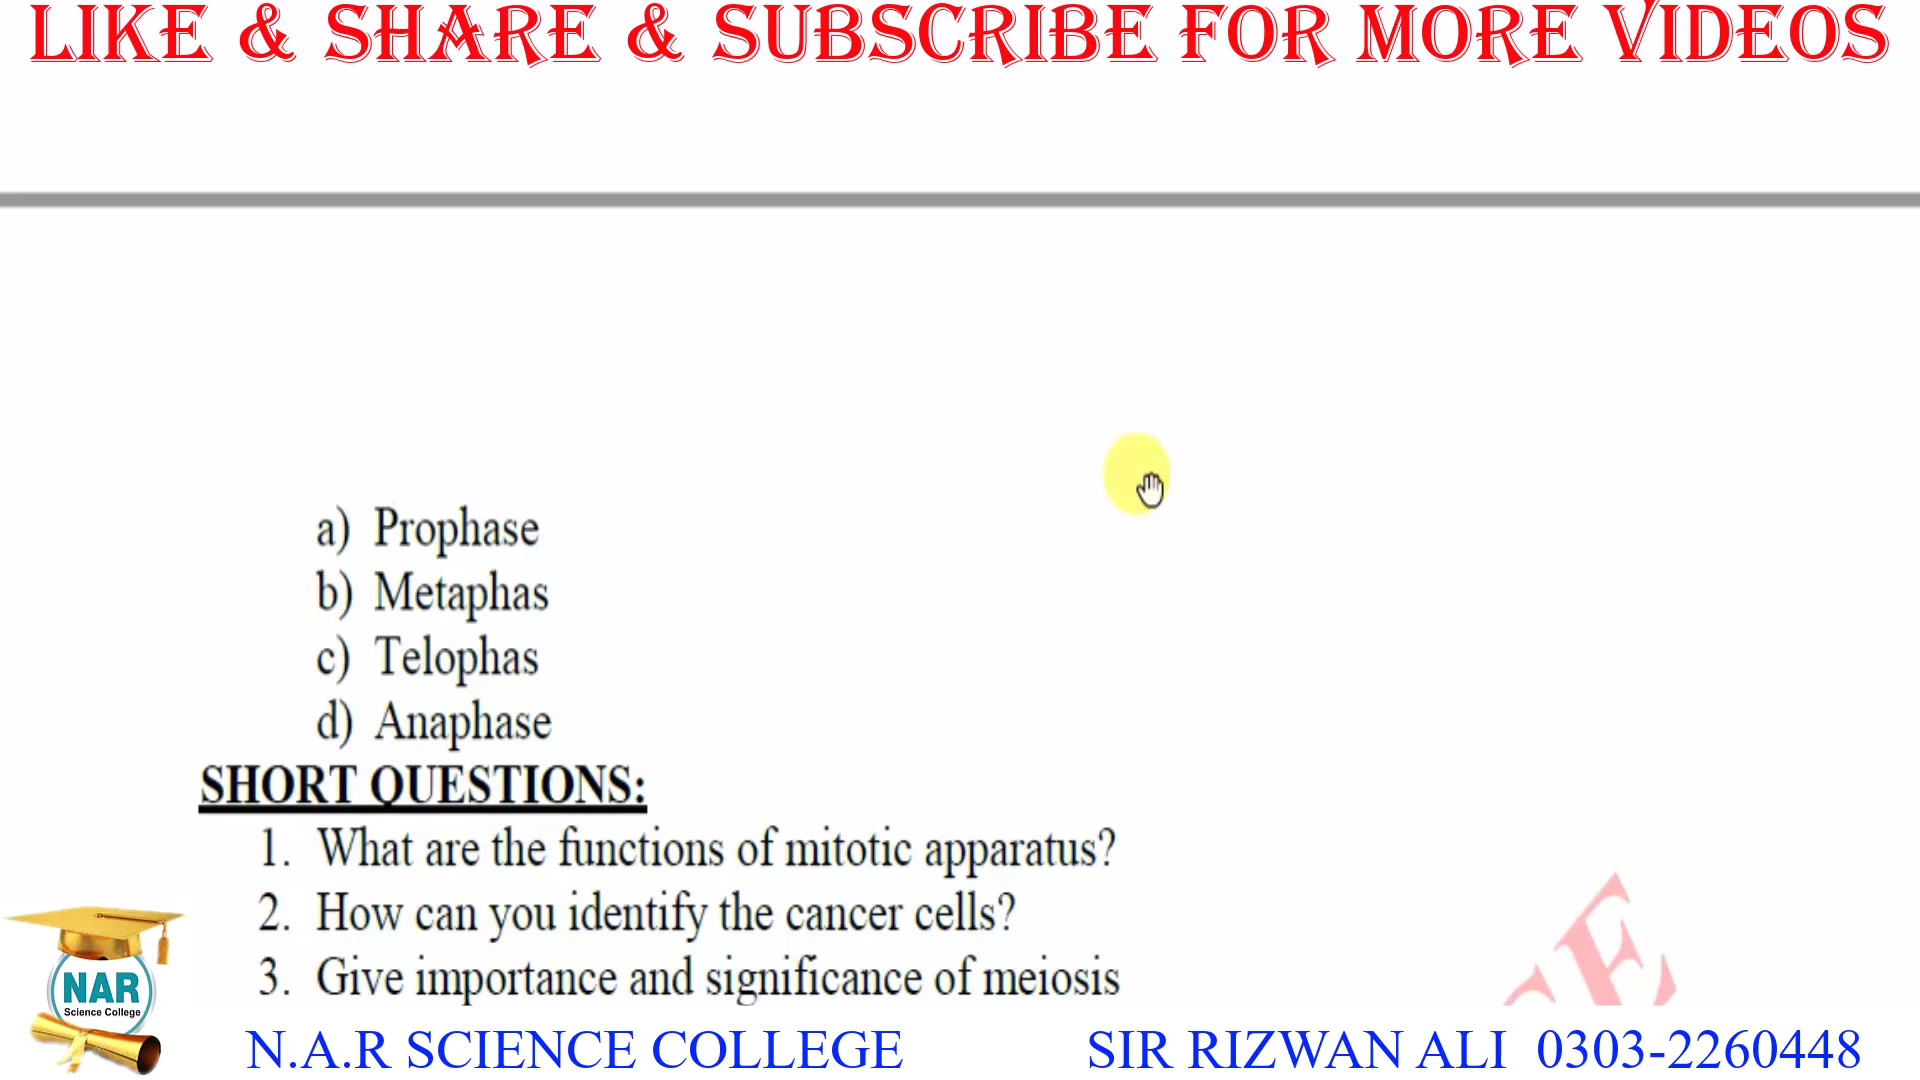 LIKE & SHARE & SUBSCRIBE FOR MORE VIDEOS
a) Prophase
b) Metaphas
c) Telophas
d) Anaphase
SHORT QUESTIONS:
1. What are the functions of mitotic apparatus?
2. How can you identify the cancer cells?
3. Give importance and significance of meiosis
NAR
Science College
N.A.R SCIENCE COLLEGE SIR RIZWAN ALI 0303-2260448